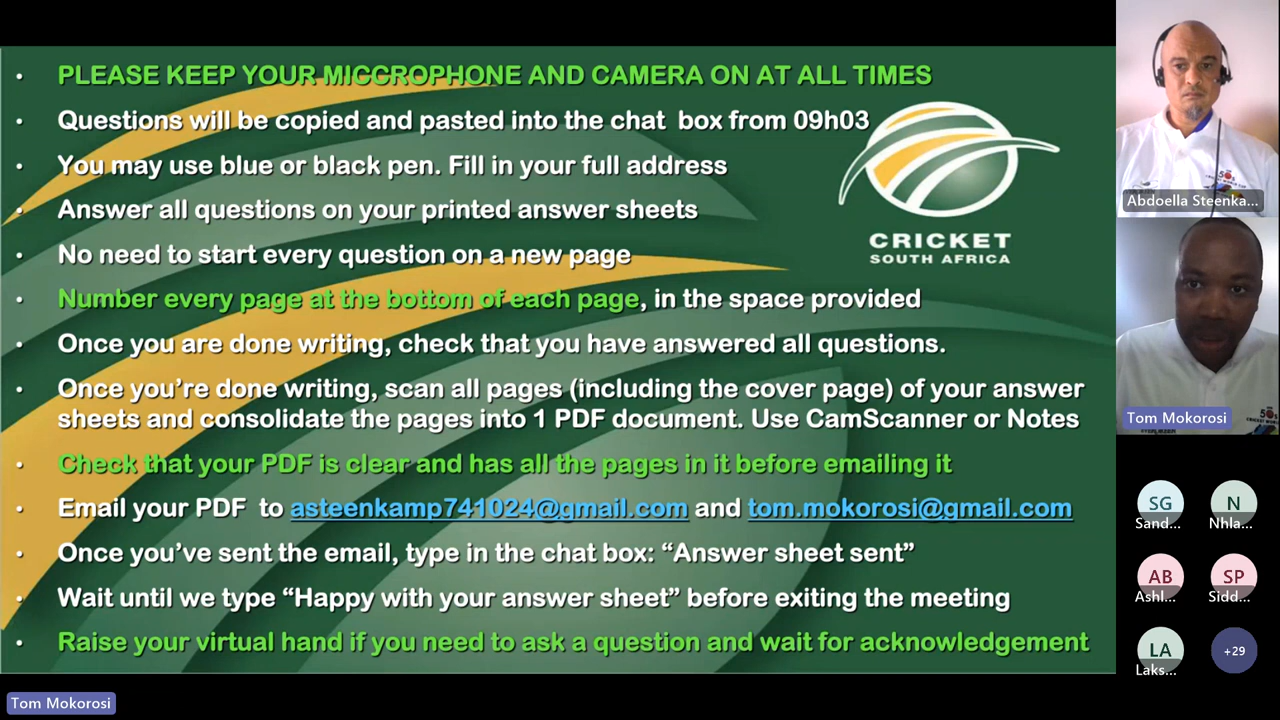 • PLEASE KEEP YOUR MICCROPHONE AND CAMERA ON AT ALL TIMES
• Questions will be copied and pasted into the chat box from 09h03
• You may use blue or black pen. Fill in your full address
• Answer all questions on your printed answer sheets
• No need to start every question on a new page
• Number every page at the bottom of each page, in the space provided
• Once you are done writing, check that you have answered all questions.
• Once you’re done writing, scan all pages (including the cover page) of your answer
sheets and consolidate the pages into 1 PDF document. Use CamScanner or Notes
• Check that your PDF is clear and has all the pages in it before emailing it
• Email your PDF to asteenkamp741024@gmail.com and tom.mokorosi@gmail.com
• Once you’ve sent the email, type in the chat box: “Answer sheet sent”
• Wait until we type “Happy with your answer sheet” before exiting the meeting
• Raise your virtual hand if you need to ask a question and wait for acknowledgement
CRICKET
SOUTH AFRICA
Abdoella Steenka...
Tom Mokorosi
SG
Sand...
N
Nhla...
AB
Ashl...
SP
Sidd...
LA
Laks...
+29
Tom Mokorosi